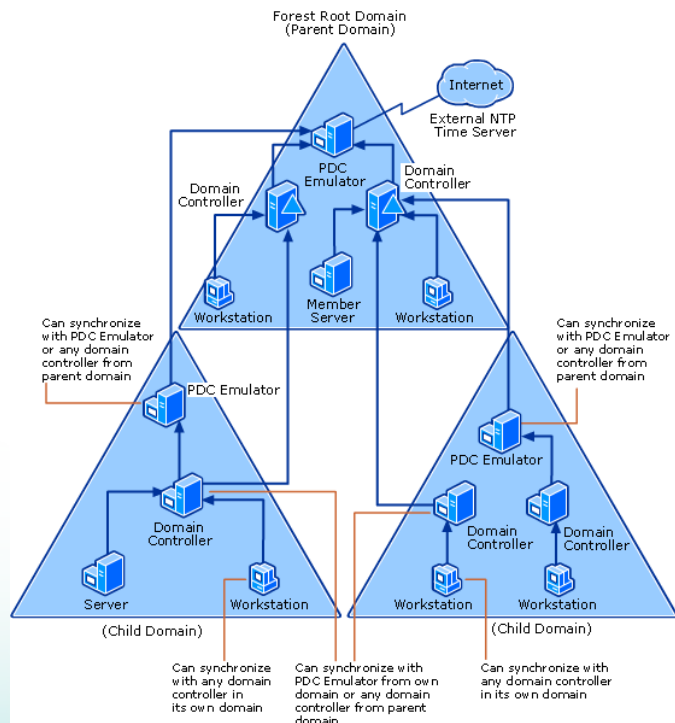 Forest Root Domain
(Parent Domain)
Internet
External NTP
Time Server
PDC
Emulator
Domain
Controller
Domain
Controller
Workstation
Member
Server
Workstation
Can synchronize
with PDC Emulator
or any domain
controller from
parent domain
Can synchronize
with PDC Emulator
or any domain
controller from
parent domain
PDC Emulator
Domain
Controller
Server
Workstation
(Child Domain)
PDC Emulator
Domain
Controller
Domain
Controller
Workstation
Workstation
(Child Domain)
Can synchronize
with any domain
controller in
its own domain
Can synchronize with
PDC Emulator from own
domain or any domain
controller from parent
domain
Can synchronize with
any domain controller
in its own domain